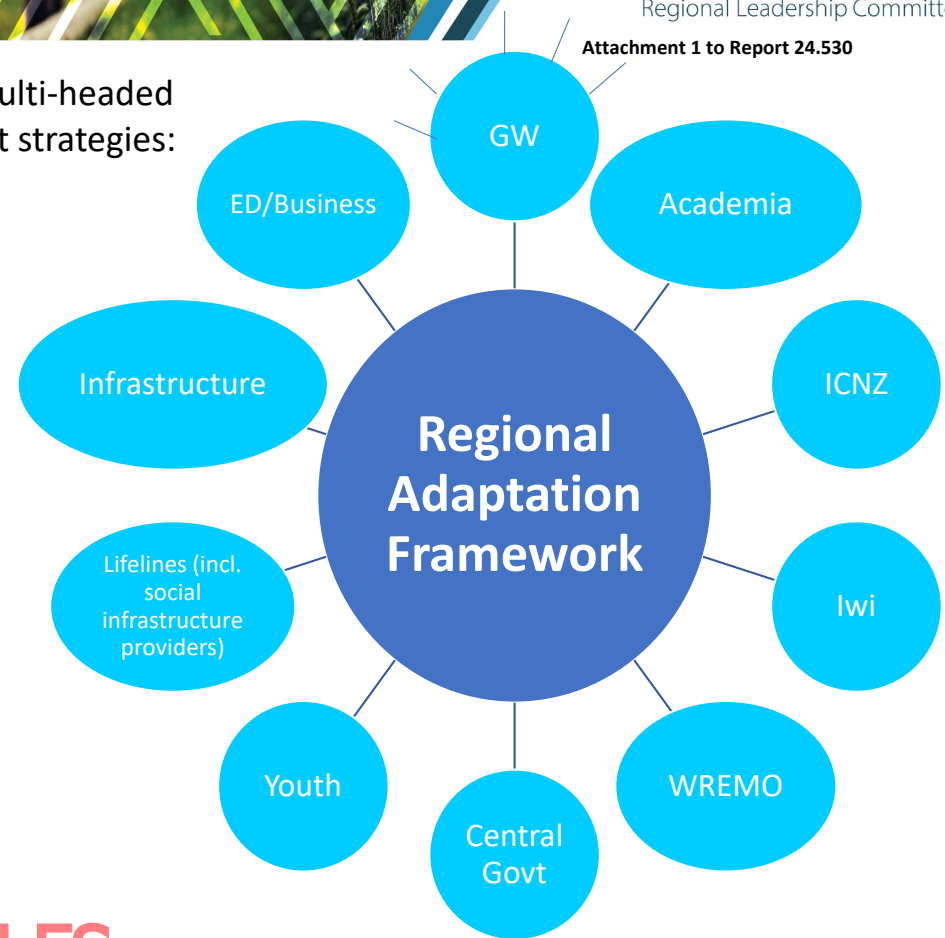 Regional Leadership Committ
Attachment 1 to Report 24.530
ulti-headed
t strategies:
GW
ED/Business
Academia
Infrastructure
ICNZ
Regional
Adaptation
Framework
Lifelines (incl.
social
infrastructure
providers)
Iwi
Youth
WREMO
Central
Govt